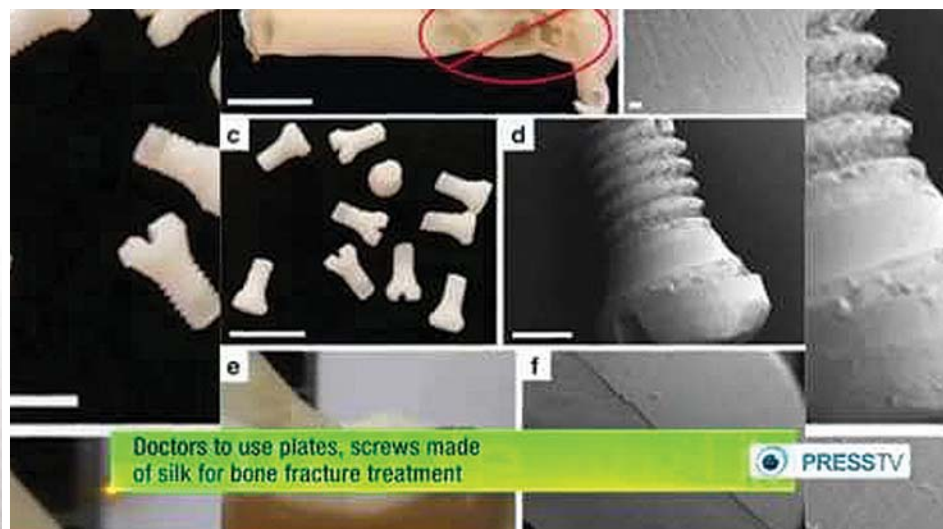 c
d
e
f
Doctors to use plates, screws made
of silk for bone fracture treatment
PRESSTV